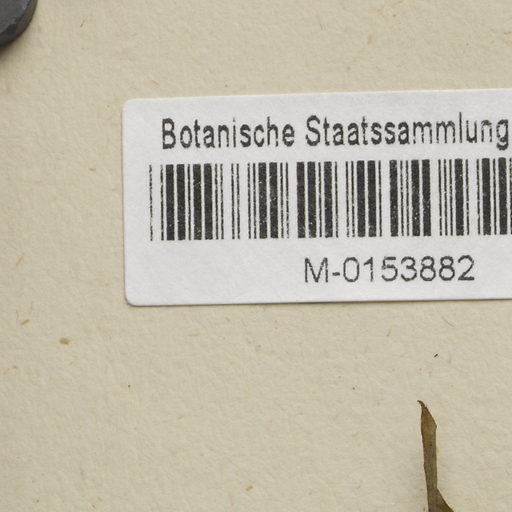 Botanische Staatssammlung
M-0153882